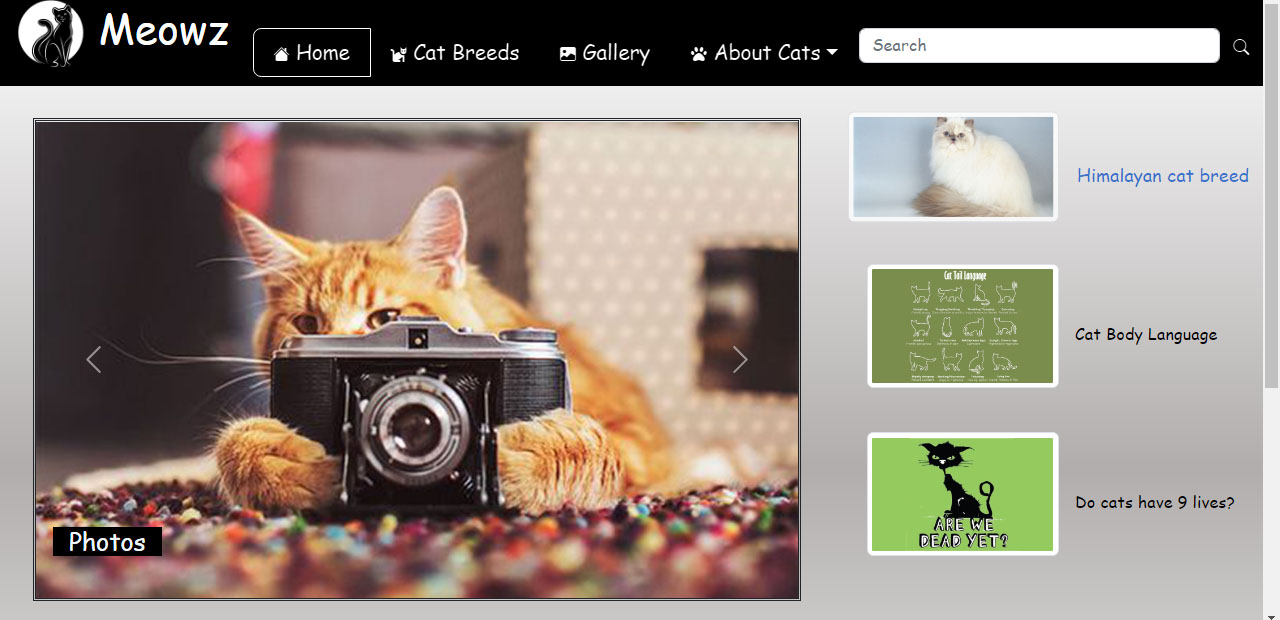 Meowz
Home
Cat Breeds
Gallery
About Cats
Search
Himalayan cat breed
Cat Tail Language
Cat Body Language
ARE WE
DEAD YET?
Do cats have 9 lives?
Photos